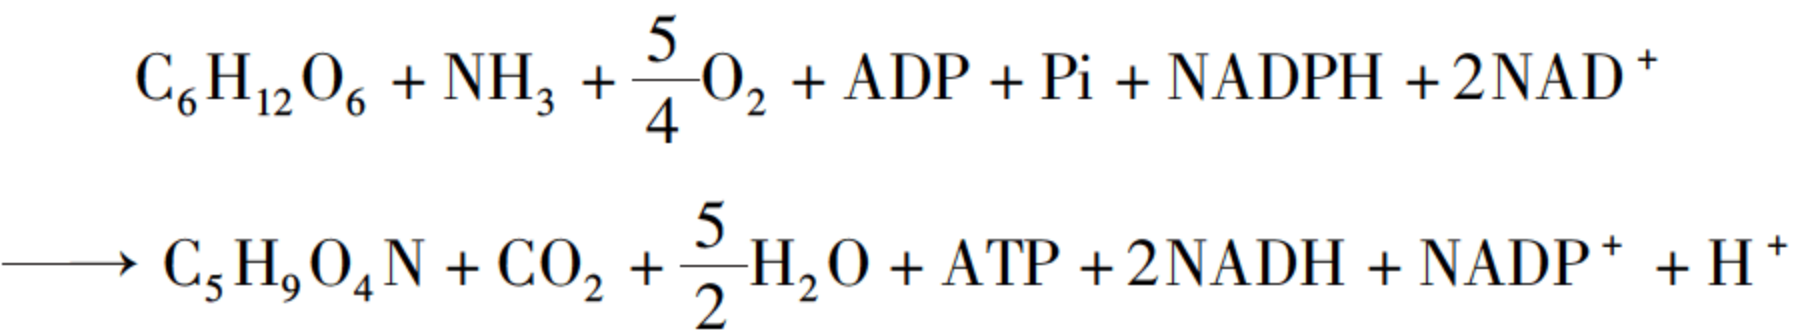 C₆H₁₂O₆ + NH₃ + 5/4 O₂ + ADP + Pi + NADPH + 2NAD⁺
⟶ C₅H₉O₄N + CO₂ + 5/2 H₂O + ATP + 2NADH + NADP⁺ + H⁺